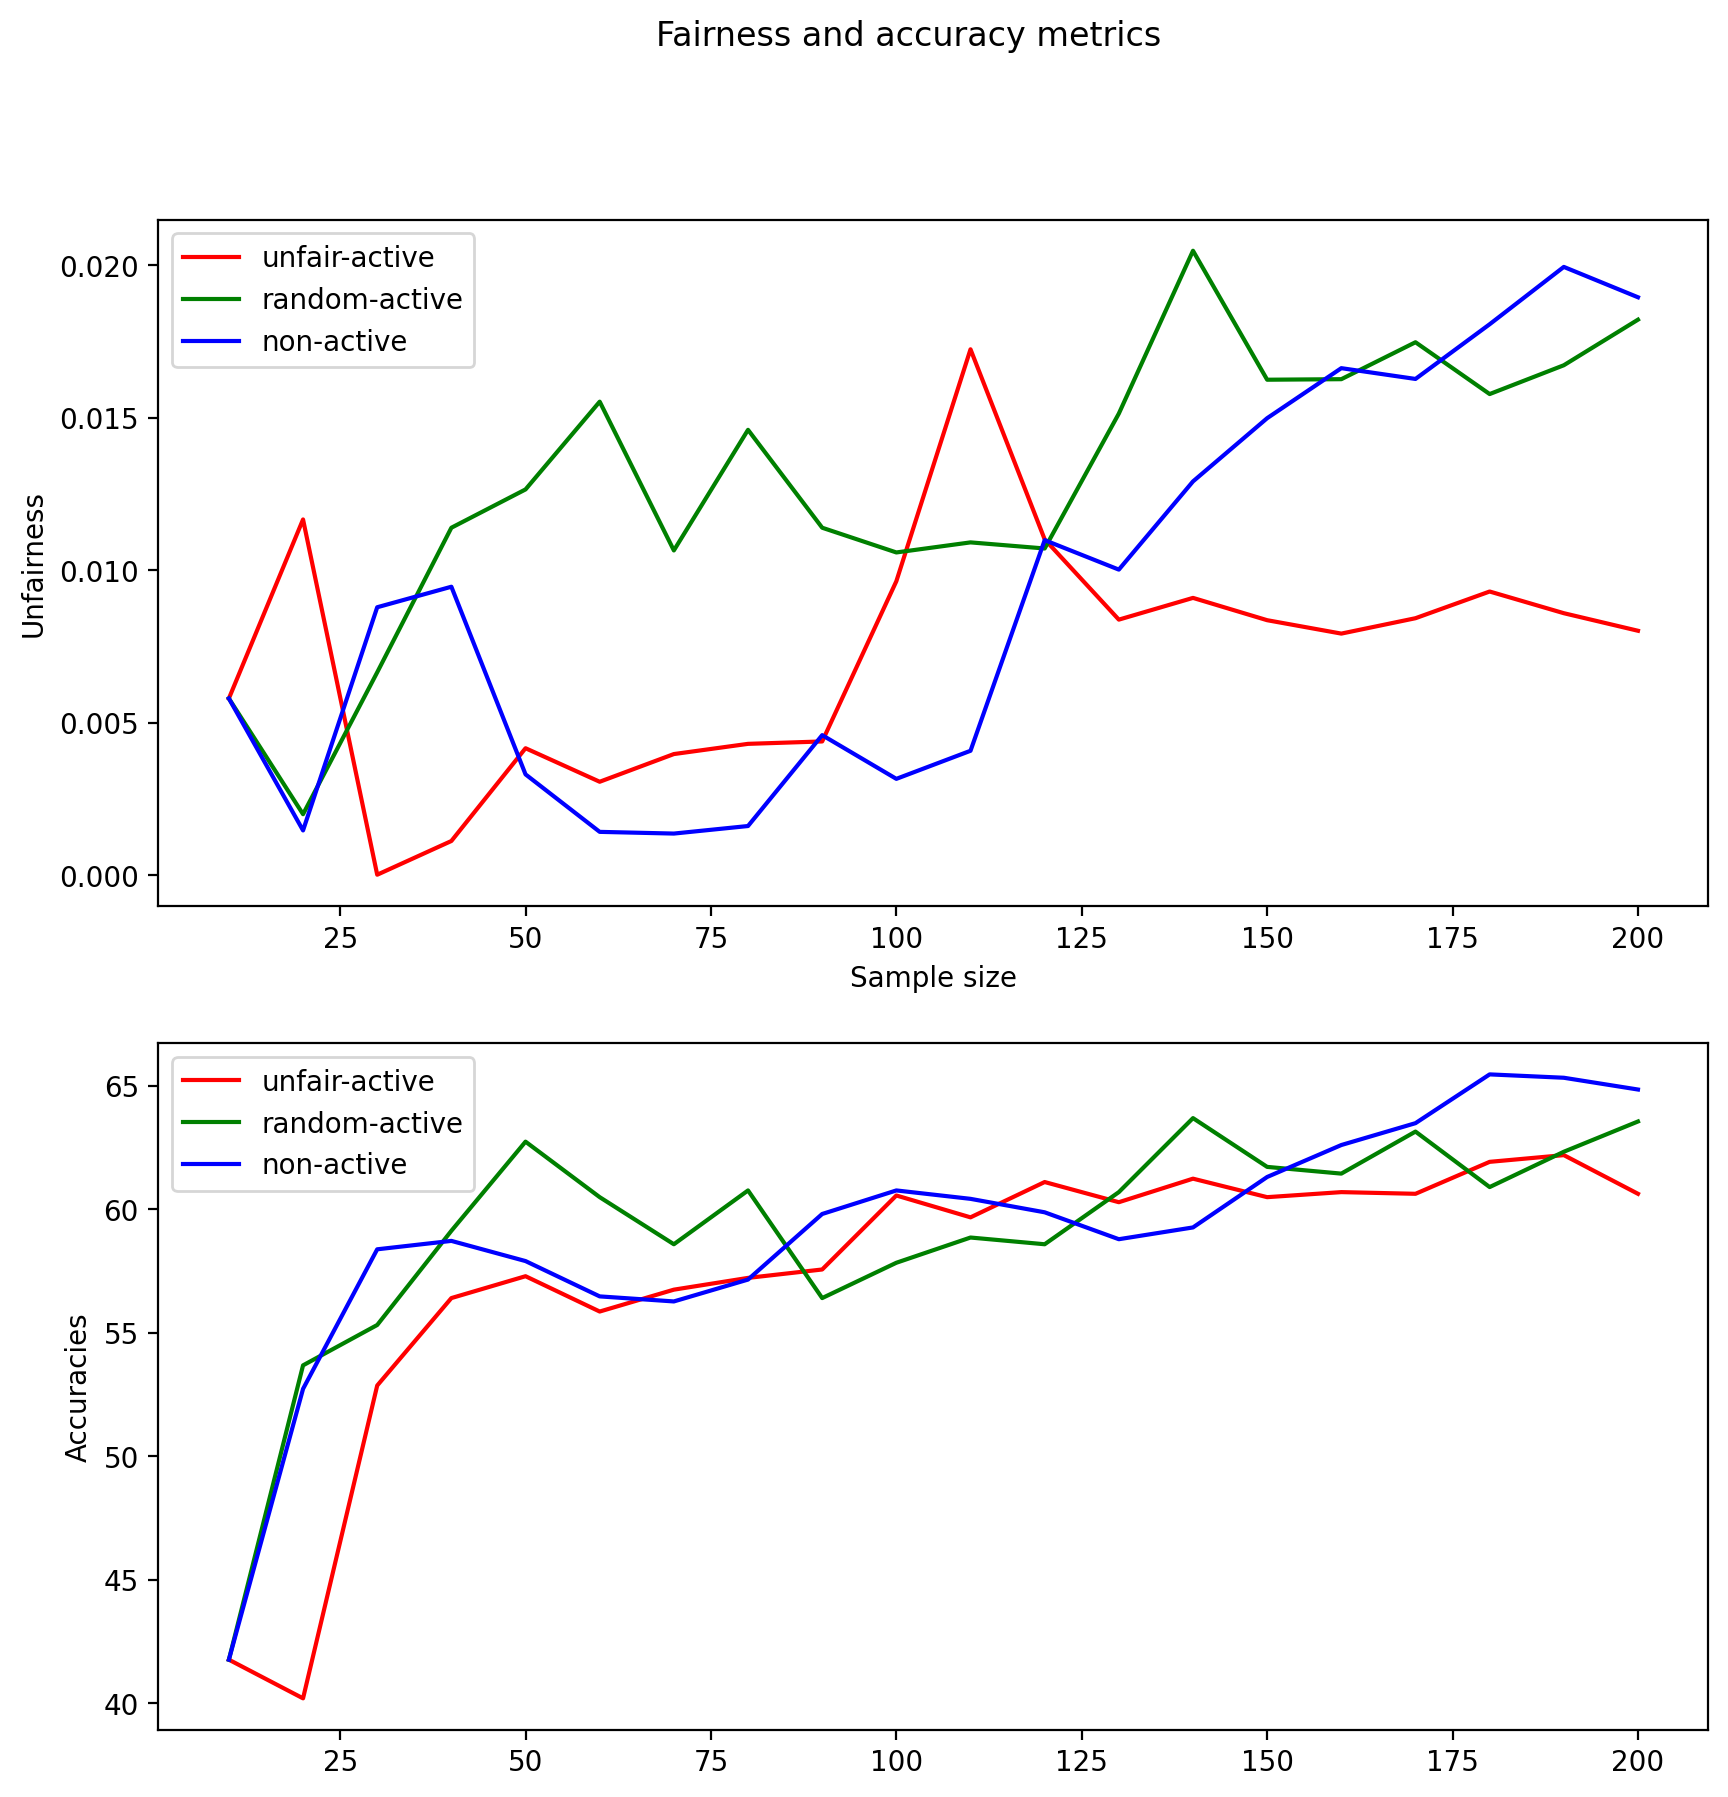 Fairness and accuracy metrics
unfair-active
random-active
non-active
0.020
0.015
0.010
0.005
0.000
Unfairness
25 50 75 100 125 150 175 200
Sample size
unfair-active
random-active
non-active
65
60
55
50
45
40
Accuracies
25 50 75 100 125 150 175 200